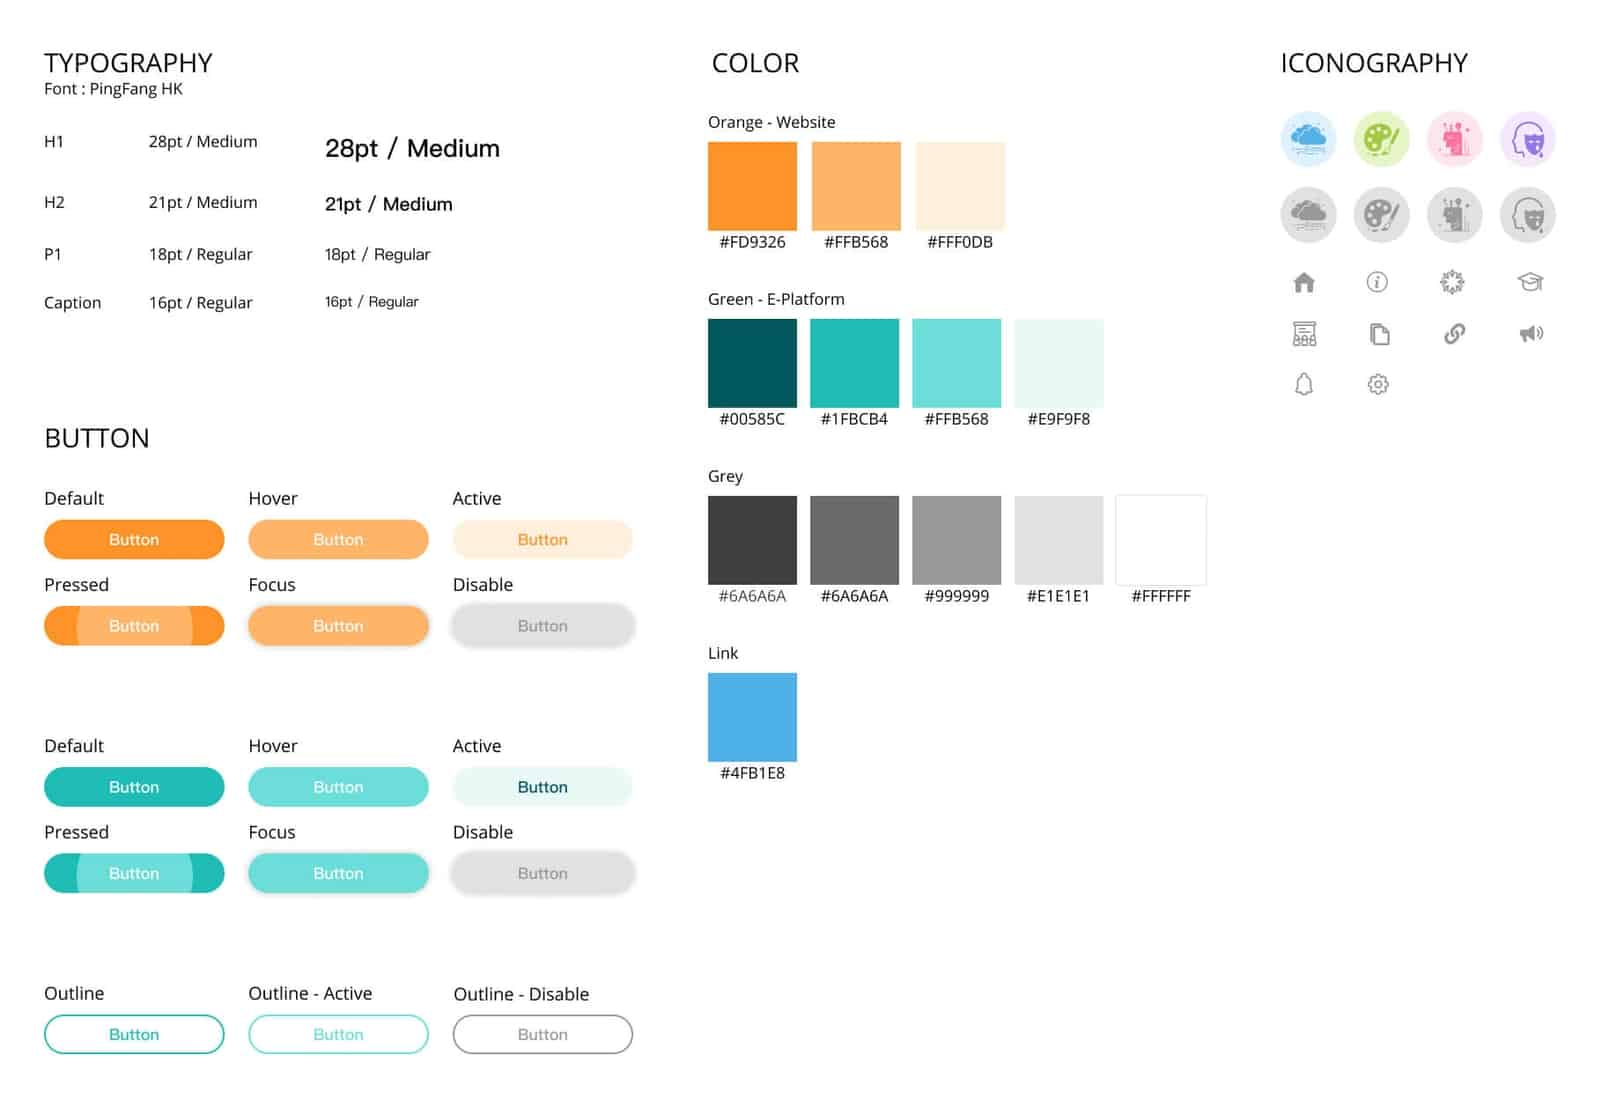 TYPOGRAPHY
Font : PingFang HK
H1 28pt / Medium 28pt / Medium
H2 21pt / Medium 21pt / Medium
P1 18pt / Regular 18pt / Regular
Caption 16pt / Regular 16pt / Regular
BUTTON
Default Hover Active
Button Button Button
Pressed Focus Disable
Button Button Button
Default Hover Active
Button Button Button
Pressed Focus Disable
Button Button Button
Outline Outline - Active Outline - Disable
Button Button Button
COLOR
Orange - Website
#FD9326 #FFB568 #FFF0DB
Green - E-Platform
#00585C #1FBCB4 #FFB568 #E9F9F8
Grey
#6A6A6A #6A6A6A #999999 #E1E1E1 #FFFFFF
Link
#4FB1E8
ICONOGRAPHY